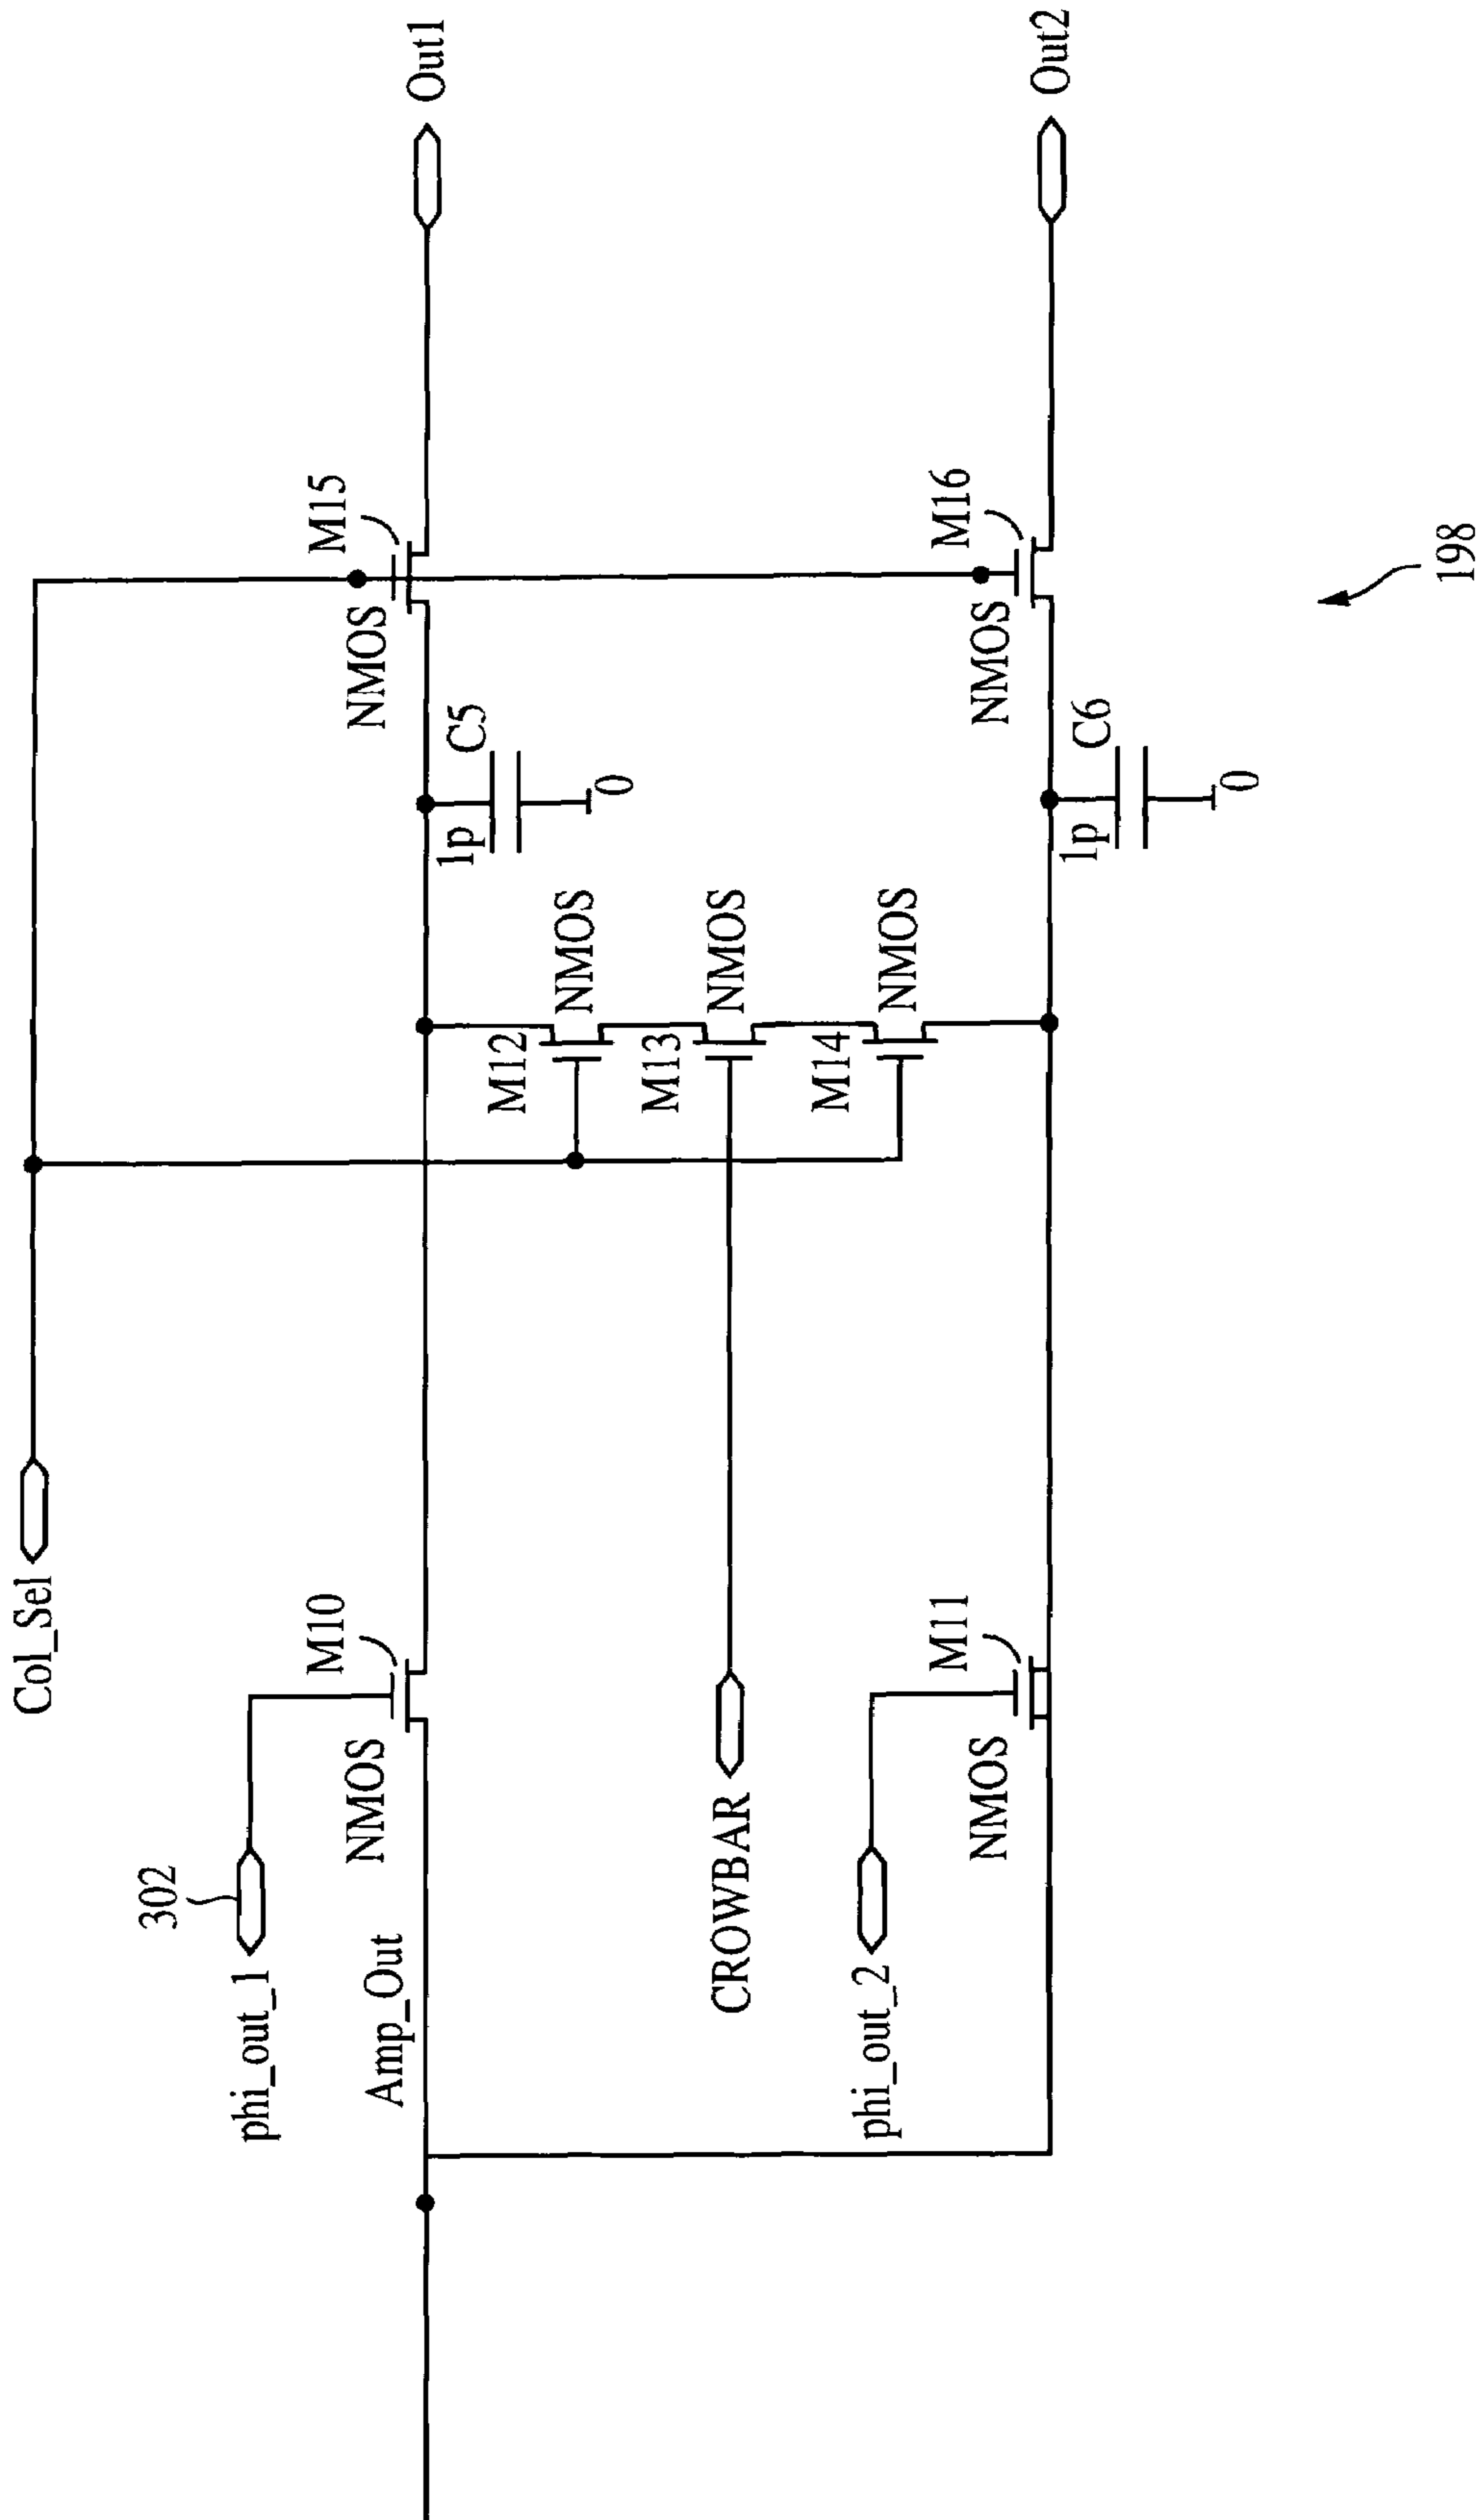 Col_Sel
302
phi_out_1
M10
NMOS
Amp_Out
M15
NMOS
Out1
1p
C5
0
M12
NMOS
M13
NMOS
M14
NMOS
CROWBAR
phi_out_2
M11
NMOS
M16
NMOS
Out2
1p
C6
0
198